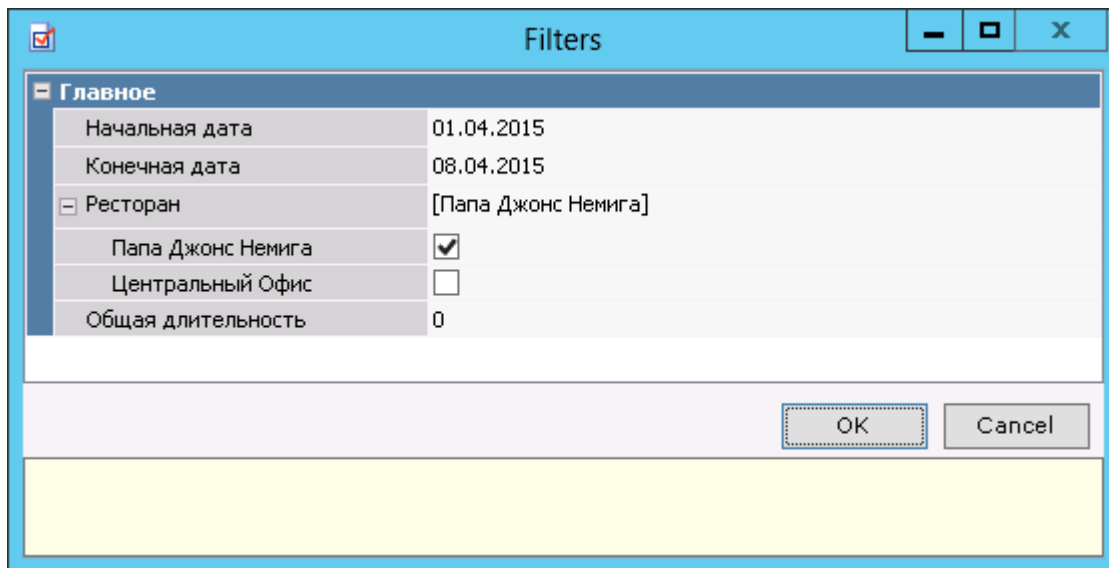 Filters
Главное
Начальная дата 01.04.2015
Конечная дата 08.04.2015
Ресторан [Папа Джонс Немига]
Папа Джонс Немига
Центральный Офис
Общая длительность 0
OK Cancel